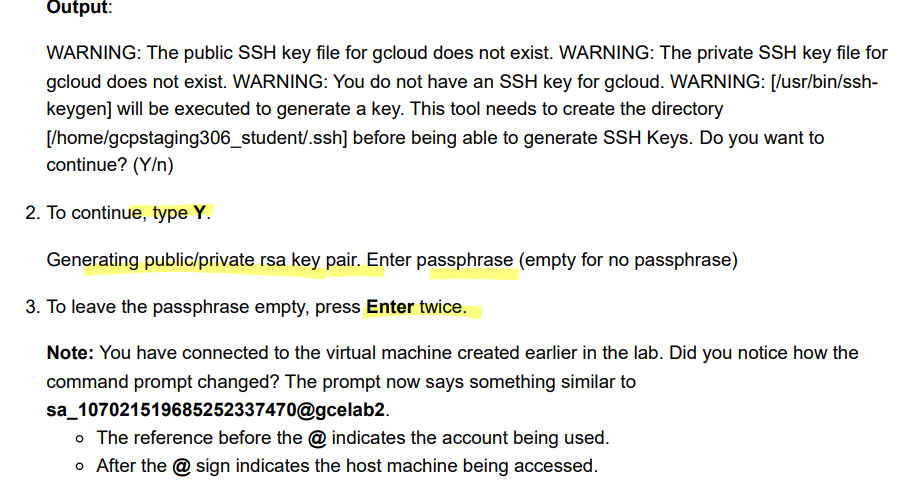 Output:
WARNING: The public SSH key file for gcloud does not exist. WARNING: The private SSH key file for
gcloud does not exist. WARNING: You do not have an SSH key for gcloud. WARNING: [/usr/bin/ssh-
keygen] will be executed to generate a key. This tool needs to create the directory
[/home/gcpstaging306_student/.ssh] before being able to generate SSH Keys. Do you want to
continue? (Y/n)
2. To continue, type Y.
Generating public/private rsa key pair. Enter passphrase (empty for no passphrase)
3. To leave the passphrase empty, press Enter twice.
Note: You have connected to the virtual machine created earlier in the lab. Did you notice how the
command prompt changed? The prompt now says something similar to
sa_107021519685252337470@gcelab2.
○ The reference before the @ indicates the account being used.
○ After the @ sign indicates the host machine being accessed.